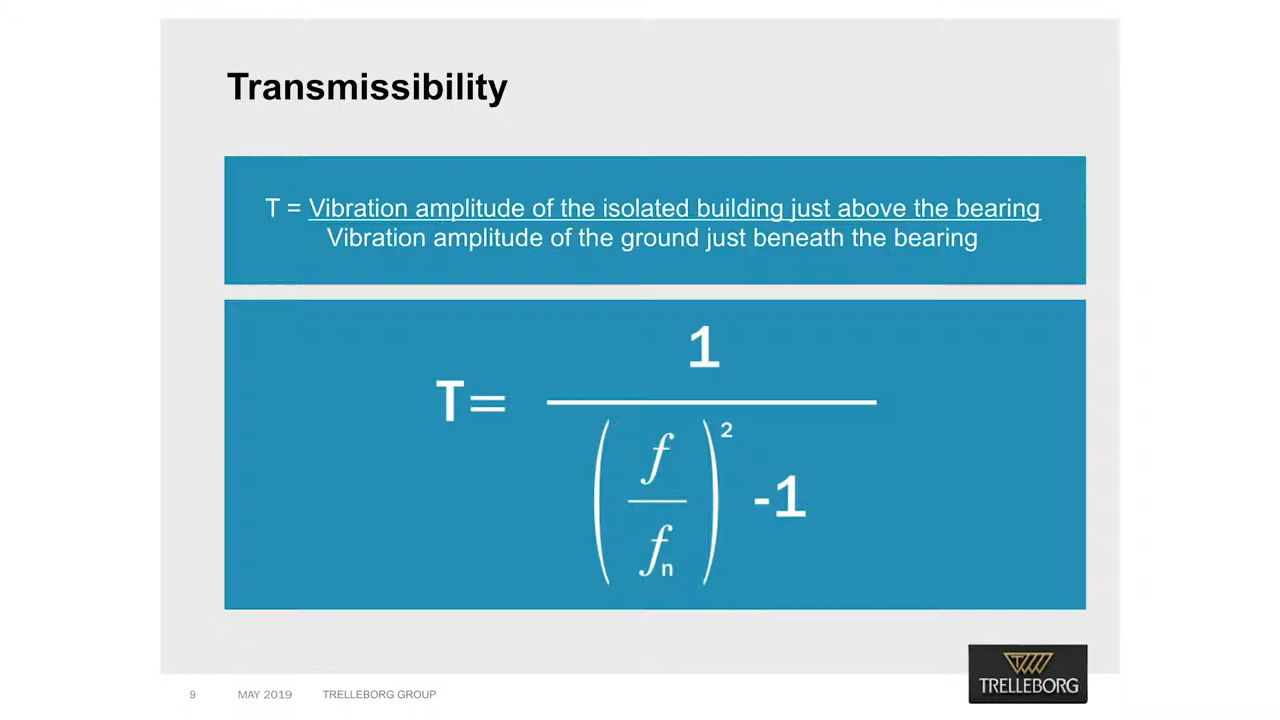 Transmissibility
T = Vibration amplitude of the isolated building just above the bearing
Vibration amplitude of the ground just beneath the bearing
1
T=
( f / fn )² -1
9 MAY 2019 TRELLEBORG GROUP
TRELLEBORG